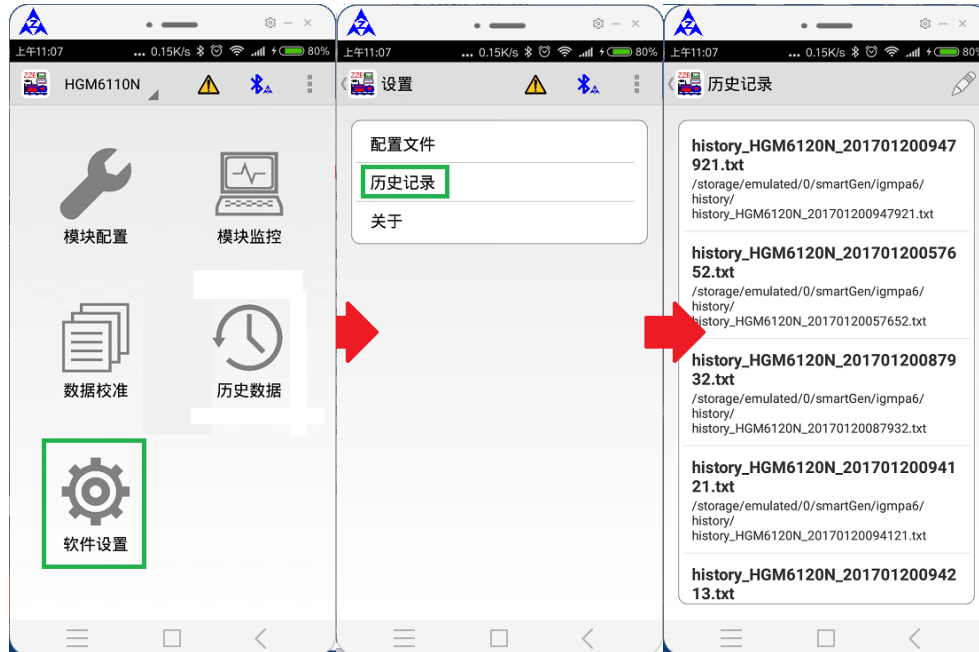 上午11:07
... 0.15K/s
80%
HGM6110N
模块配置
模块监控
数据校准
历史数据
软件设置
上午11:07
... 0.15K/s
80%
设置
配置文件
历史记录
关于
上午11:07
... 0.15K/s
80%
历史记录
history_HGM6120N_201701200947
921.txt
/storage/emulated/0/smartGen/igmpa6/
history/
history_HGM6120N_201701200947921.txt
history_HGM6120N_201701200576
52.txt
/storage/emulated/0/smartGen/igmpa6/
history/
history_HGM6120N_20170120057652.txt
history_HGM6120N_201701200879
32.txt
/storage/emulated/0/smartGen/igmpa6/
history/
history_HGM6120N_20170120087932.txt
history_HGM6120N_201701200941
21.txt
/storage/emulated/0/smartGen/igmpa6/
history/
history_HGM6120N_20170120094121.txt
history_HGM6120N_201701200942
13.txt